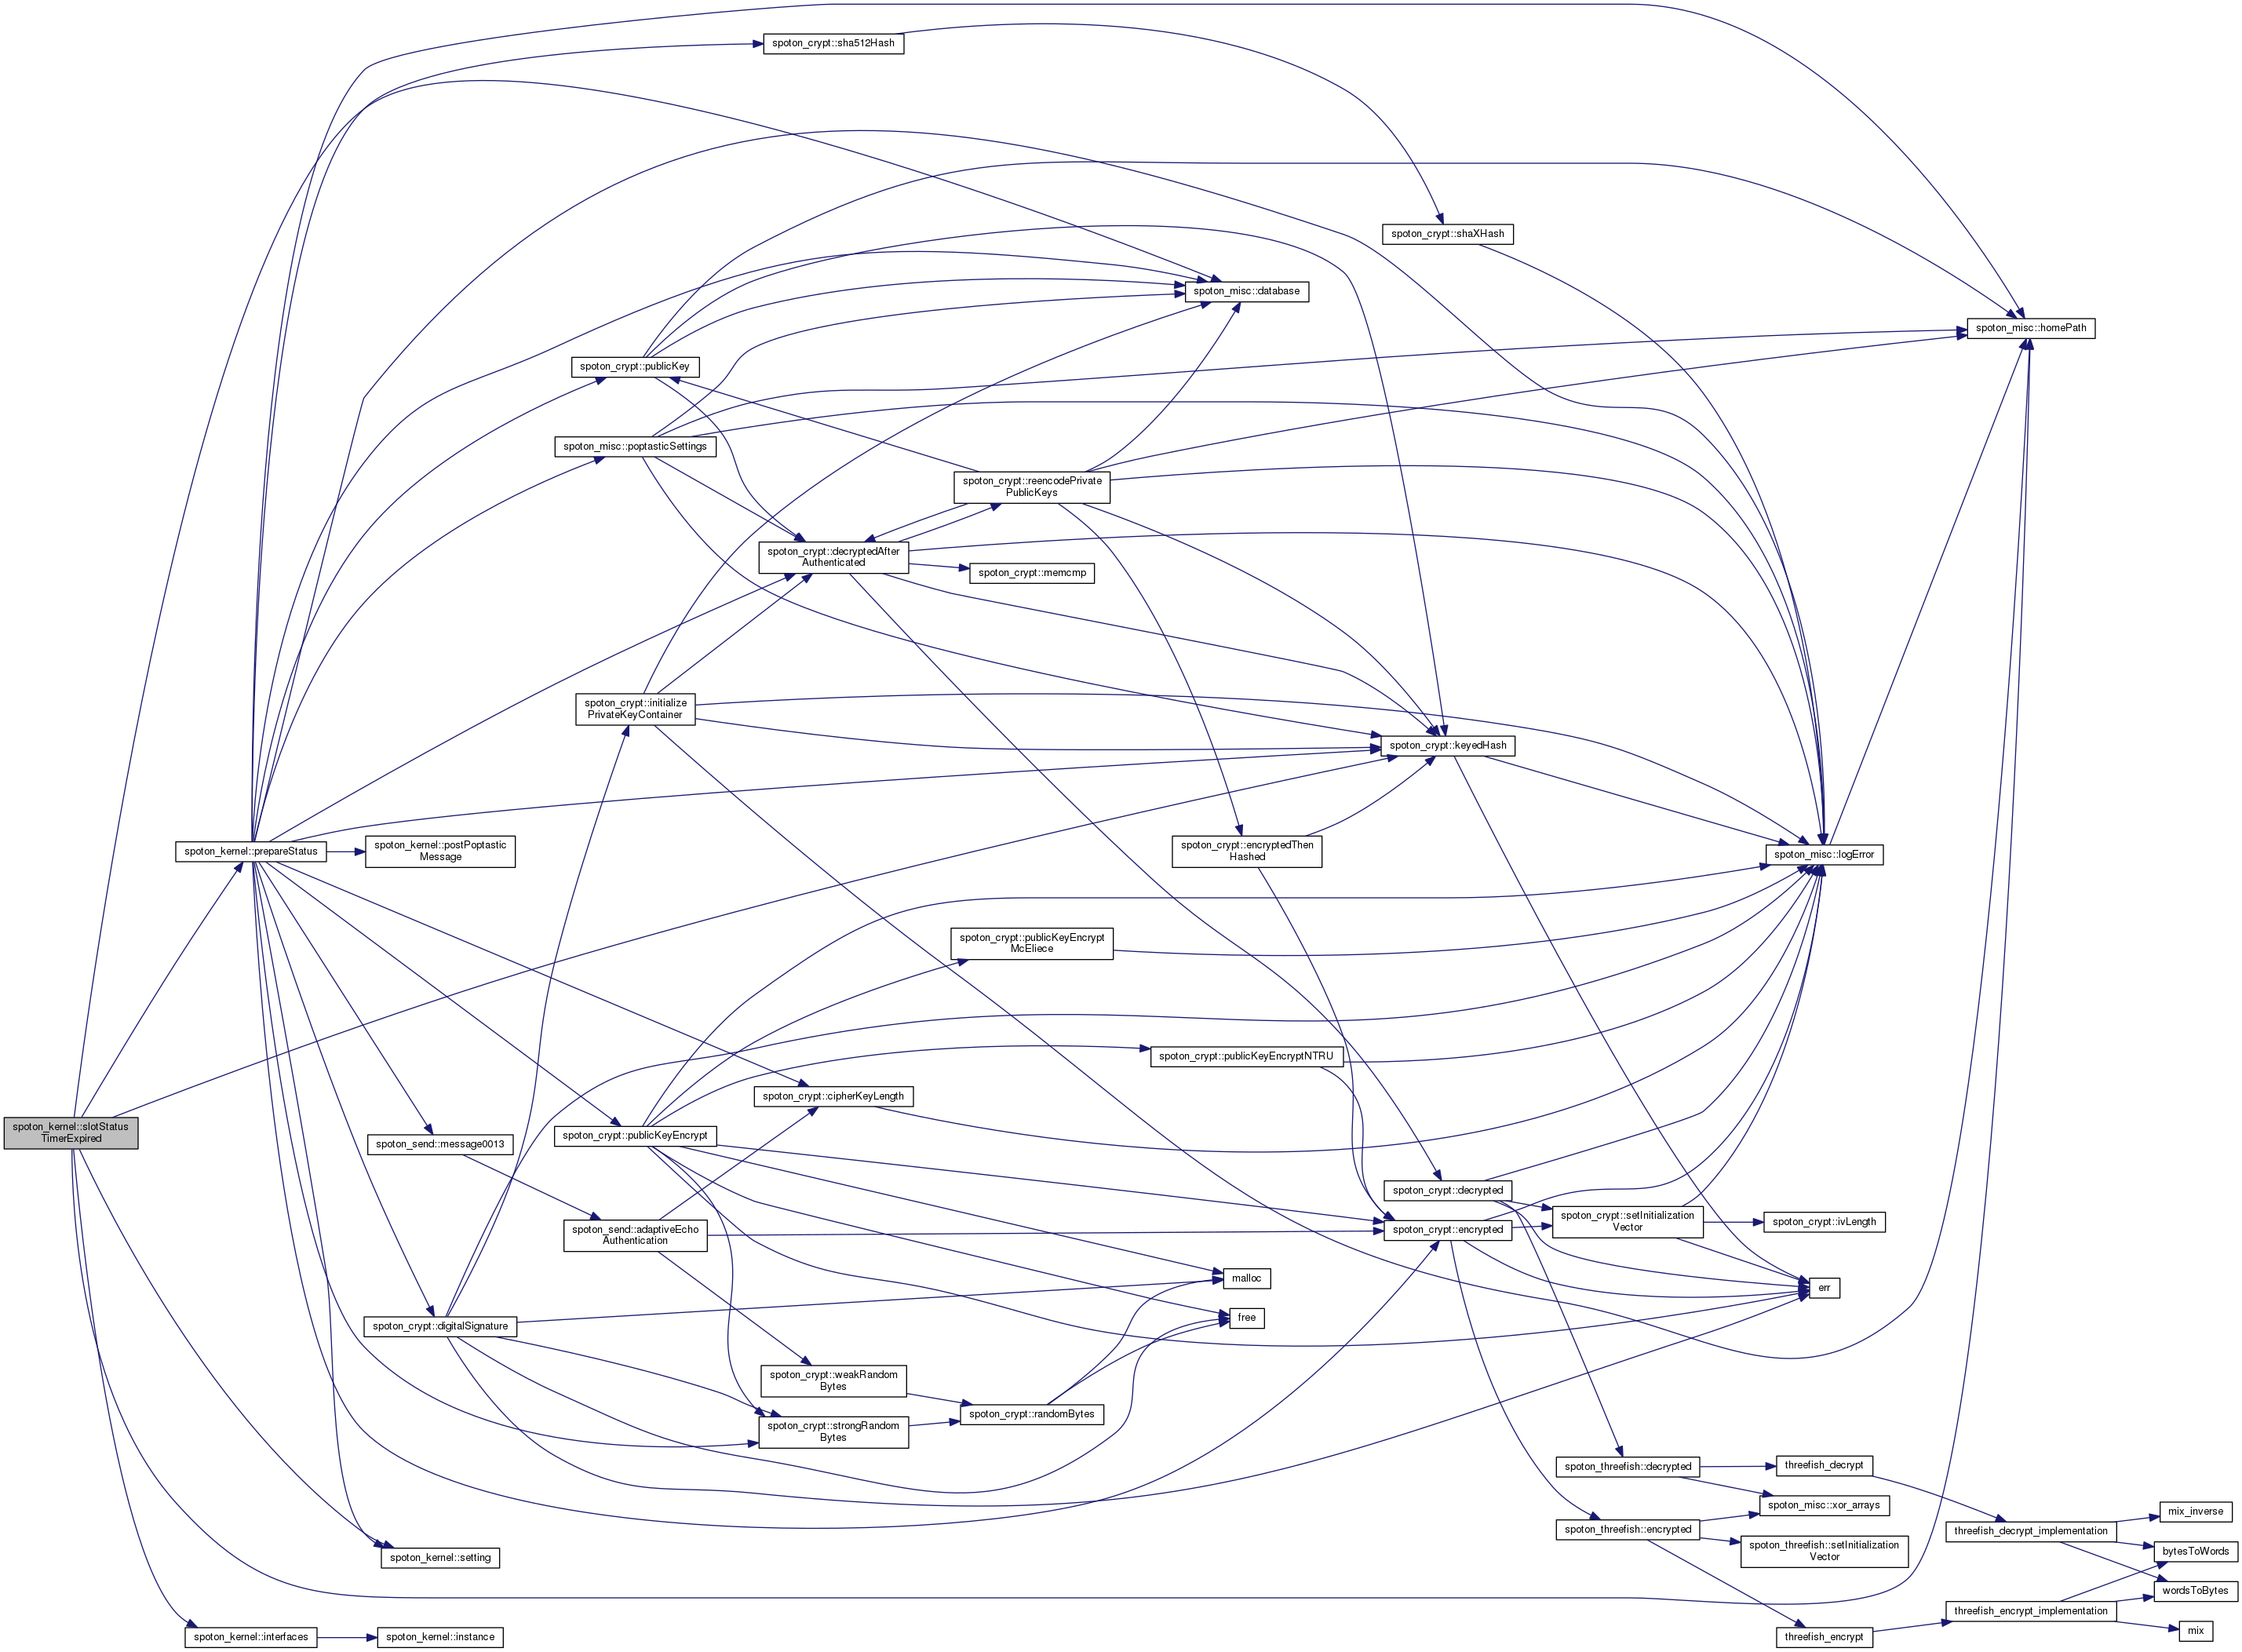 spoton_crypt::sha512Hash
spoton_crypt::shaXHash
spoton_misc::database
spoton_misc::homePath
spoton_crypt::publicKey
spoton_misc::poptasticSettings
spoton_crypt::reencodePrivate
PublicKeys
spoton_crypt::decryptedAfter
Authenticated
spoton_crypt::memcmp
spoton_crypt::initialize
PrivateKeyContainer
spoton_crypt::keyedHash
spoton_kernel::prepareStatus
spoton_kernel::postPoptastic
Message
spoton_crypt::encryptedThen
Hashed
spoton_misc::logError
spoton_crypt::publicKeyEncrypt
McEliece
spoton_crypt::publicKeyEncryptNTRU
spoton_crypt::cipherKeyLength
spoton_kernel::slotStatus
TimerExpired
spoton_send::message0013
spoton_crypt::publicKeyEncrypt
spoton_crypt::decrypted
spoton_send::adaptiveEcho
Authentication
spoton_crypt::encrypted
spoton_crypt::setInitialization
Vector
spoton_crypt::ivLength
malloc
err
free
spoton_crypt::digitalSignature
spoton_crypt::weakRandom
Bytes
spoton_crypt::randomBytes
spoton_crypt::strongRandom
Bytes
spoton_threefish::decrypted
threefish_decrypt
spoton_misc::xor_arrays
mix_inverse
spoton_threefish::encrypted
threefish_decrypt_implementation
spoton_threefish::setInitialization
Vector
bytesToWords
spoton_kernel::setting
wordsToBytes
threefish_encrypt_implementation
mix
spoton_kernel::interfaces
spoton_kernel::instance
threefish_encrypt